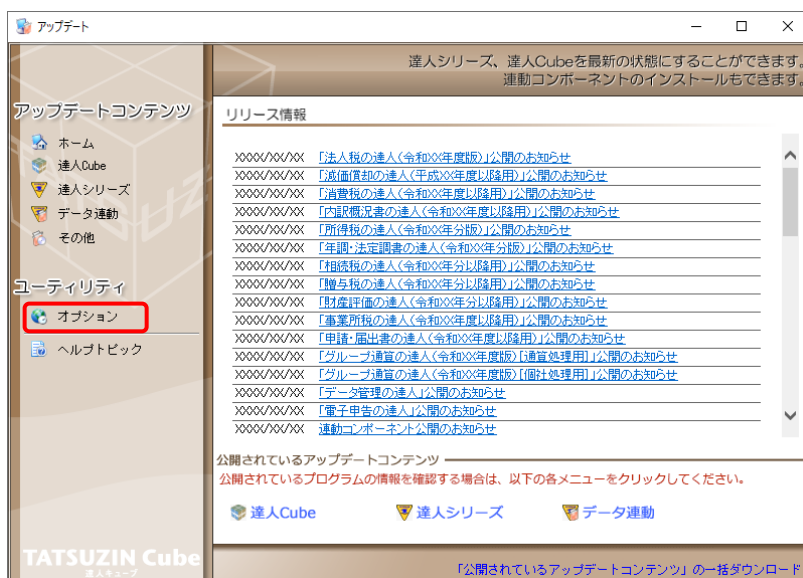 アップデート
達人シリーズ、達人Cubeを最新の状態にすることができます。
連動コンポーネントのインストールもできます。
アップデートコンテンツ
ホーム
達人Cube
達人シリーズ
データ連動
その他
ユーティリティ
オプション
ヘルプトピック
TATSUZIN Cube
達人キューブ
リリース情報
XXXX/XX/XX 「法人税の達人(令和XX年度版)」公開のお知らせ
XXXX/XX/XX 「減価償却の達人(平成XX年度以降用)」公開のお知らせ
XXXX/XX/XX 「消費税の達人(令和XX年度以降用)」公開のお知らせ
XXXX/XX/XX 「内訳概況書の達人(令和XX年度以降用)」公開のお知らせ
XXXX/XX/XX 「所得税の達人(令和XX年分版)」公開のお知らせ
XXXX/XX/XX 「年調・法定調書の達人(令和XX年分版)」公開のお知らせ
XXXX/XX/XX 「相続税の達人(令和XX年分以降用)」公開のお知らせ
XXXX/XX/XX 「贈与税の達人(令和XX年分以降用)」公開のお知らせ
XXXX/XX/XX 「財産評価の達人(令和XX年分以降用)」公開のお知らせ
XXXX/XX/XX 「事業所税の達人(令和XX年度以降用)」公開のお知らせ
XXXX/XX/XX 「申請・届出書の達人(令和XX年度以降用)」公開のお知らせ
XXXX/XX/XX 「グループ通算の達人(令和XX年度版)[通算処理用]」公開のお知らせ
XXXX/XX/XX 「グループ通算の達人(令和XX年度版)[個社処理用]」公開のお知らせ
XXXX/XX/XX 「データ管理の達人」公開のお知らせ
XXXX/XX/XX 「電子申告の達人」公開のお知らせ
XXXX/XX/XX 連動コンポーネント公開のお知らせ
公開されているアップデートコンテンツ
公開されているプログラムの情報を確認する場合は、以下の各メニューをクリックしてください。
達人Cube 達人シリーズ データ連動
「公開されているアップデートコンテンツ」の一括ダウンロード